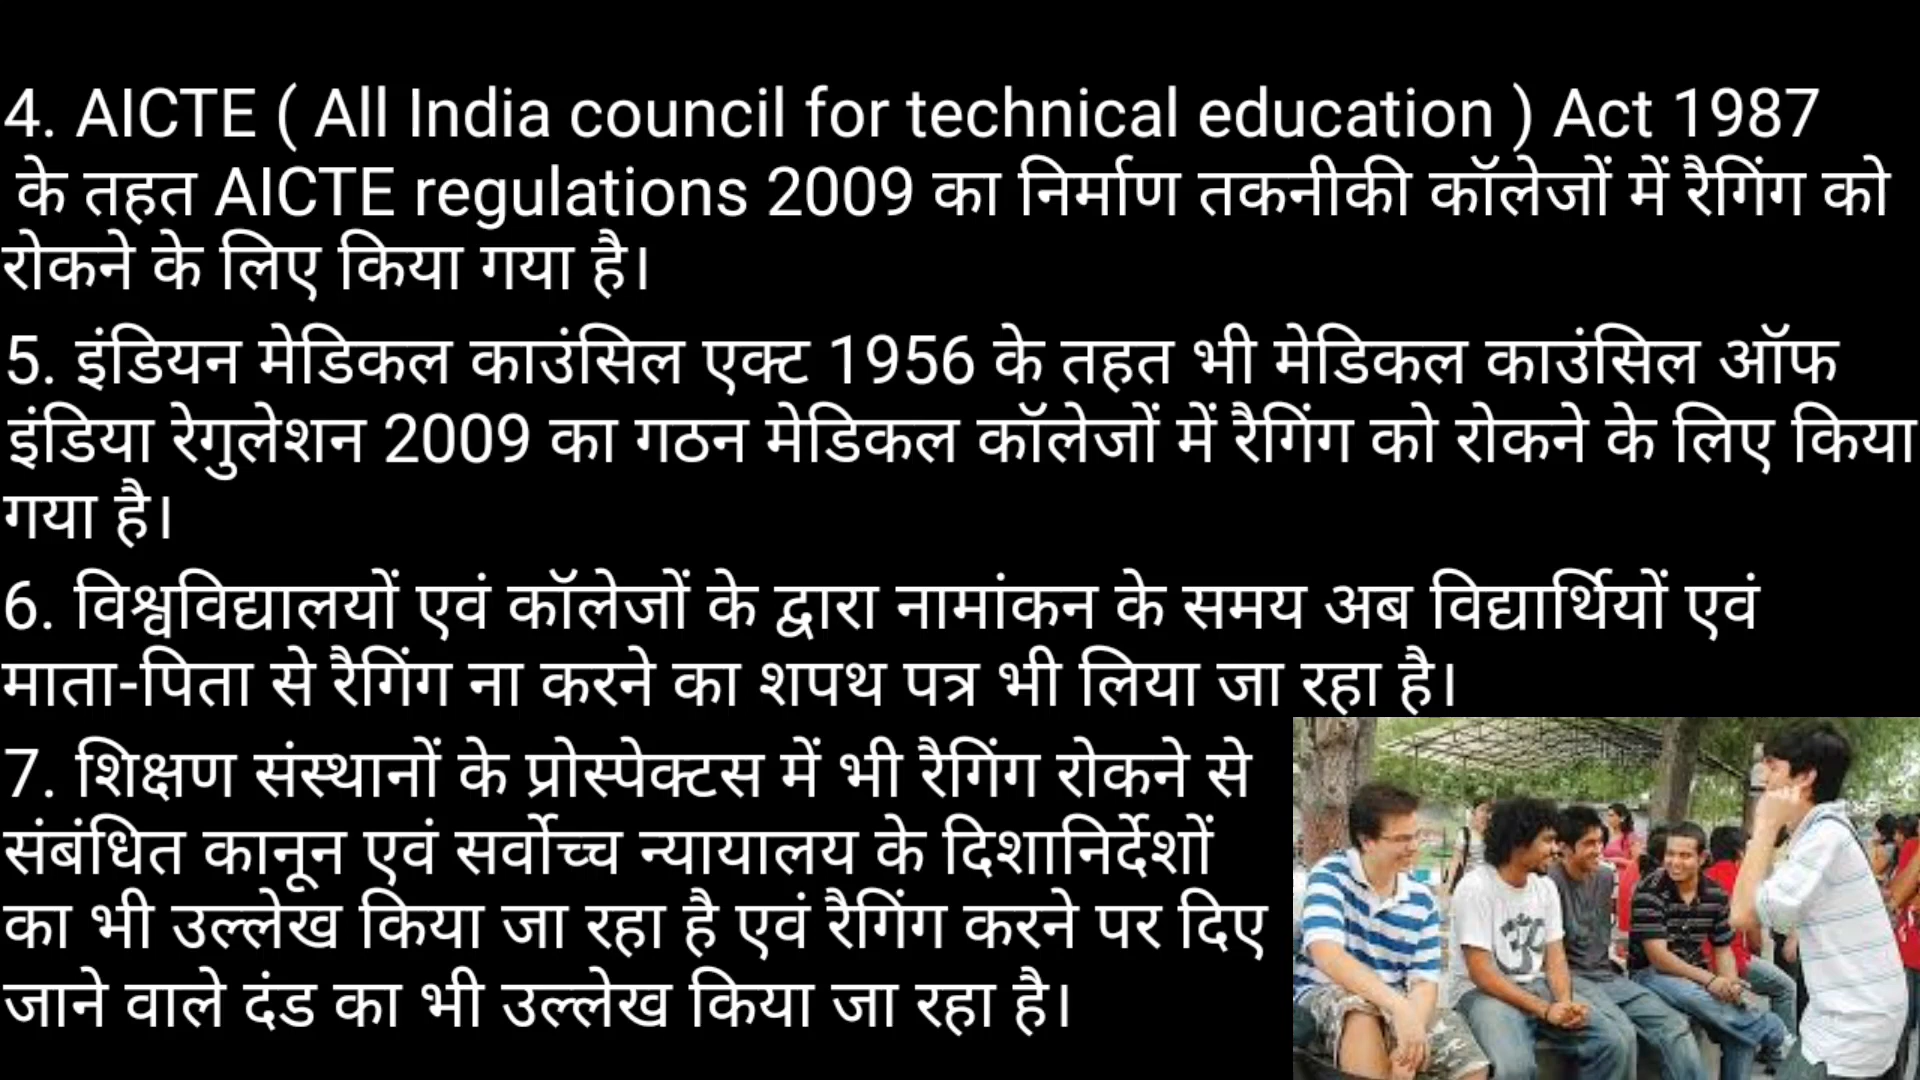 4. AICTE ( All India council for technical education ) Act 1987
के तहत AICTE regulations 2009 का निर्माण तकनीकी कॉलेजों में रैगिंग को
रोकने के लिए किया गया है।
5. इंडियन मेडिकल काउंसिल एक्ट 1956 के तहत भी मेडिकल काउंसिल ऑफ
इंडिया रेगुलेशन 2009 का गठन मेडिकल कॉलेजों में रैगिंग को रोकने के लिए किया
गया है।
6. विश्वविद्यालयों एवं कॉलेजों के द्वारा नामांकन के समय अब विद्यार्थियों एवं
माता-पिता से रैगिंग ना करने का शपथ पत्र भी लिया जा रहा है।
7. शिक्षण संस्थानों के प्रोस्पेक्टस में भी रैगिंग रोकने से
संबंधित कानून एवं सर्वोच्च न्यायालय के दिशानिर्देशों
का भी उल्लेख किया जा रहा है एवं रैगिंग करने पर दिए
जाने वाले दंड का भी उल्लेख किया जा रहा है।